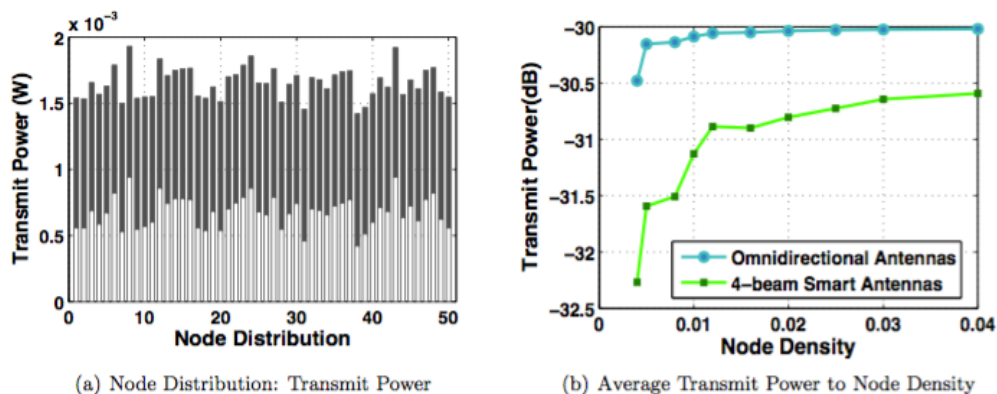 x 10⁻³
2
1.5
1
0.5
0
Transmit Power (W)
0 10 20 30 40 50
Node Distribution
(a) Node Distribution: Transmit Power
−30
−30.5
−31
−31.5
−32
−32.5
Transmit Power(dB)
Omnidirectional Antennas
4−beam Smart Antennas
0 0.01 0.02 0.03 0.04
Node Density
(b) Average Transmit Power to Node Density